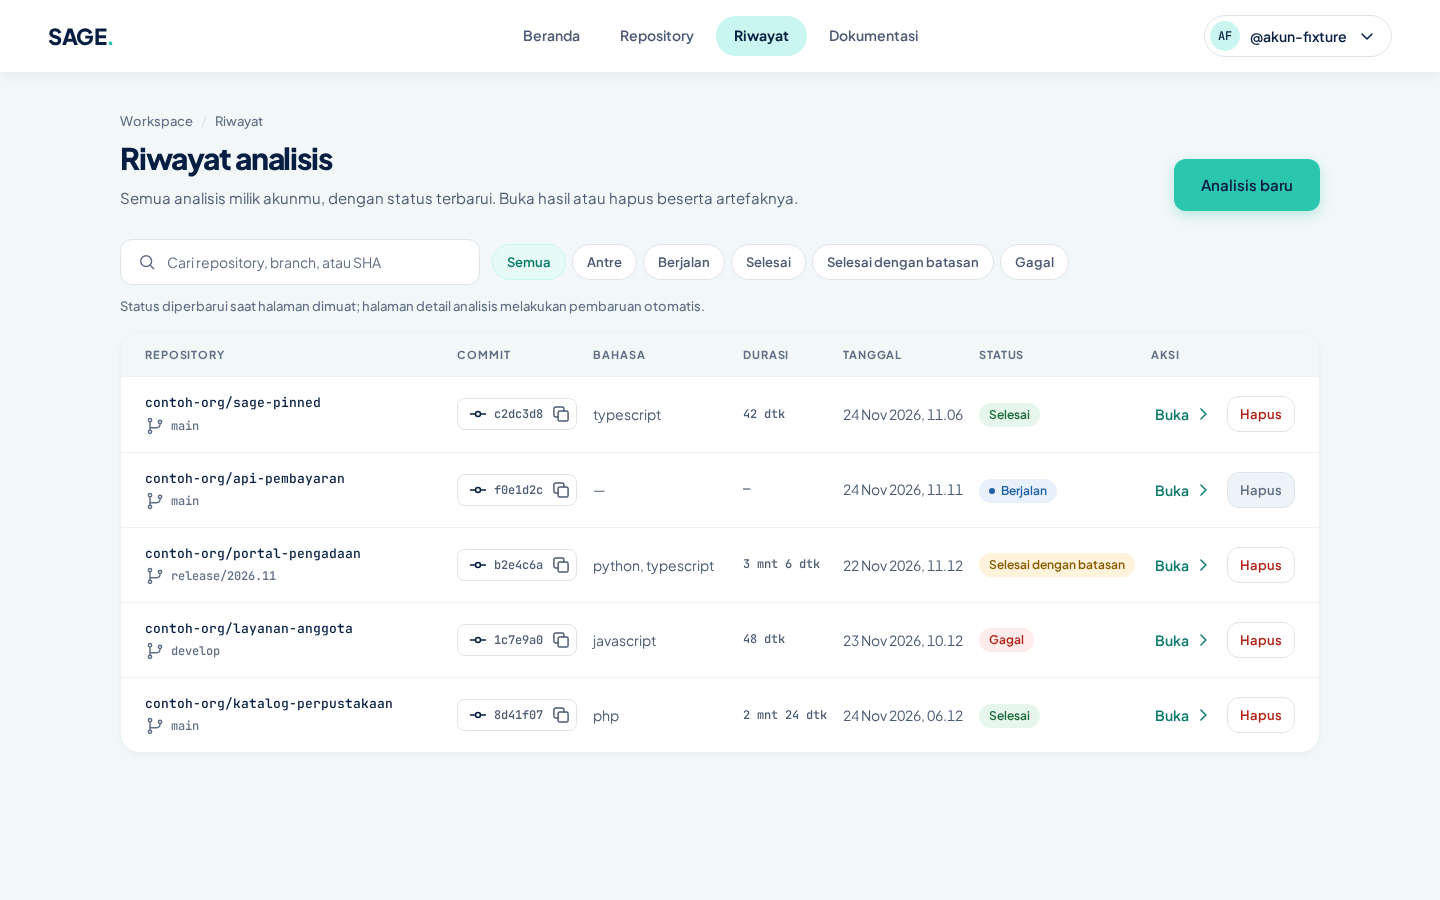 SAGE.
Beranda Repository Riwayat Dokumentasi
AF @akun-fixture
Workspace / Riwayat
Riwayat analisis
Semua analisis milik akunmu, dengan status terbarui. Buka hasil atau hapus beserta artefaknya.
Analisis baru
Cari repository, branch, atau SHA
Semua Antre Berjalan Selesai Selesai dengan batasan Gagal
Status diperbarui saat halaman dimuat; halaman detail analisis melakukan pembaruan otomatis.
REPOSITORY COMMIT BAHASA DURASI TANGGAL STATUS AKSI
contoh-org/sage-pinned
main
c2dc3d8 typescript 42 dtk 24 Nov 2026, 11.06 Selesai Buka Hapus
contoh-org/api-pembayaran
main
f0e1d2c — – 24 Nov 2026, 11.11 Berjalan Buka Hapus
contoh-org/portal-pengadaan
release/2026.11
b2e4c6a python, typescript 3 mnt 6 dtk 22 Nov 2026, 11.12 Selesai dengan batasan Buka Hapus
contoh-org/layanan-anggota
develop
1c7e9a0 javascript 48 dtk 23 Nov 2026, 10.12 Gagal Buka Hapus
contoh-org/katalog-perpustakaan
main
8d41f07 php 2 mnt 24 dtk 24 Nov 2026, 06.12 Selesai Buka Hapus